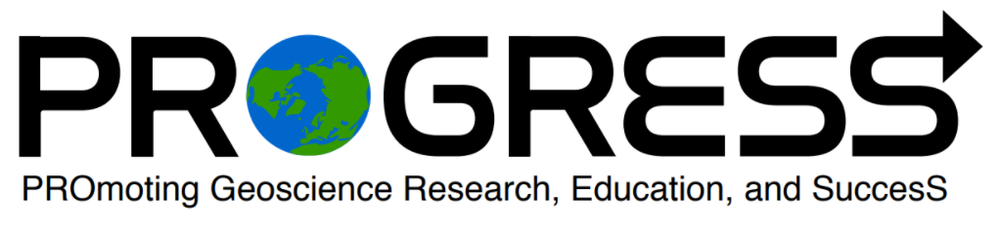 PROGRESS
PROmoting Geoscience Research, Education, and SuccesS